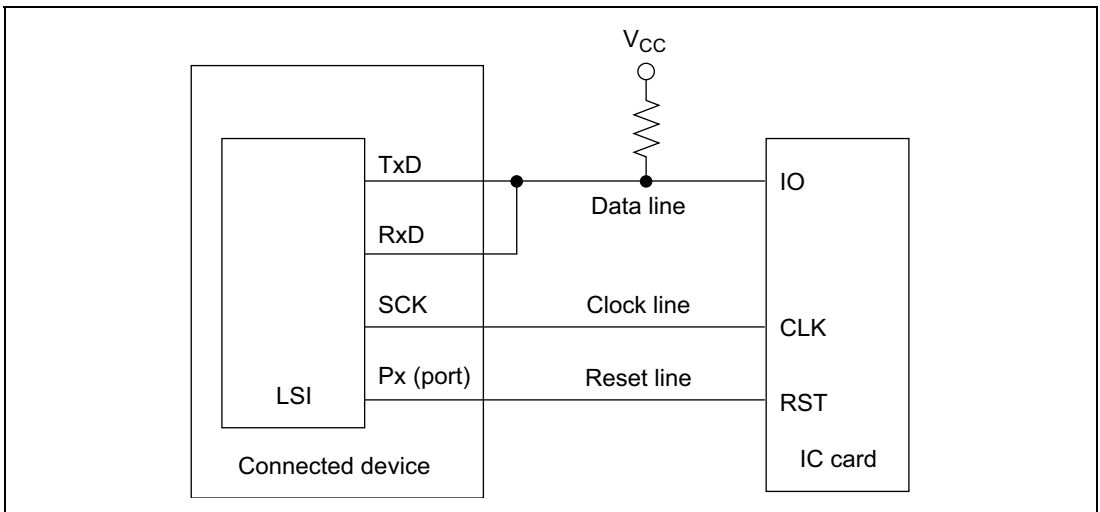 VCC
TxD
IO
Data line
RxD
SCK
Clock line
CLK
Px (port)
Reset line
RST
LSI
Connected device
IC card